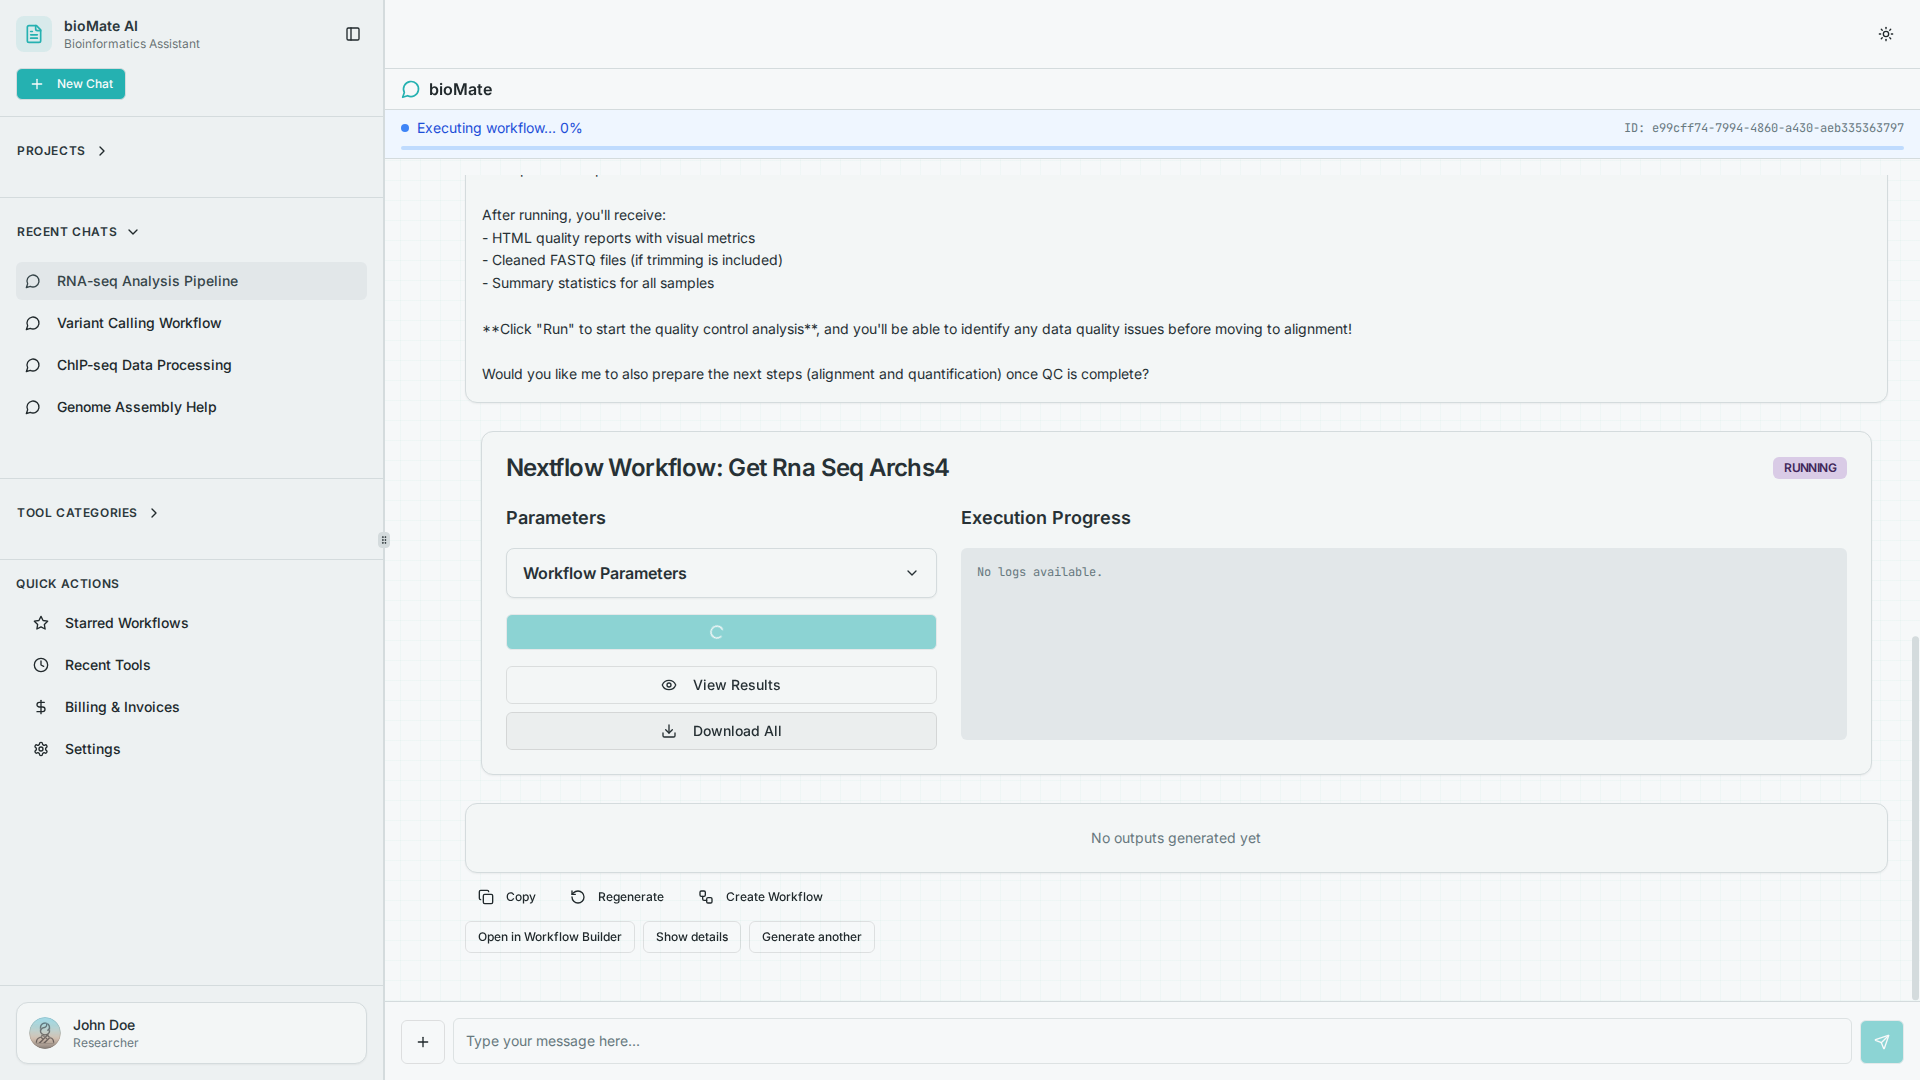 bioMate AI
Bioinformatics Assistant
New Chat
PROJECTS
RECENT CHATS
RNA-seq Analysis Pipeline
Variant Calling Workflow
ChIP-seq Data Processing
Genome Assembly Help
TOOL CATEGORIES
QUICK ACTIONS
Starred Workflows
Recent Tools
Billing & Invoices
Settings
John Doe
Researcher
bioMate
Executing workflow... 0%
ID: e99cff74-7994-4860-a430-aeb335363797
After running, you'll receive:
- HTML quality reports with visual metrics
- Cleaned FASTQ files (if trimming is included)
- Summary statistics for all samples
**Click "Run" to start the quality control analysis**, and you'll be able to identify any data quality issues before moving to alignment!
Would you like me to also prepare the next steps (alignment and quantification) once QC is complete?
Nextflow Workflow: Get Rna Seq Archs4
RUNNING
Parameters
Execution Progress
Workflow Parameters
No logs available.
View Results
Download All
No outputs generated yet
Copy
Regenerate
Create Workflow
Open in Workflow Builder
Show details
Generate another
Type your message here...